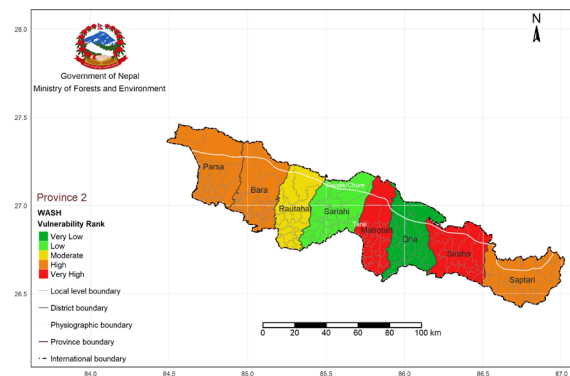 28.0
27.5
27.0
26.5
84.0
84.5
85.0
85.5
86.0
86.5
87.0
N
Government of Nepal
Ministry of Forests and Environment
Parsa
Bara
Rautahat
Sarlahi
Terai
Mahotari
Dha
Siraha
Saptari
Province 2
WASH
Vulnerability Rank
Very Low
Low
Moderate
High
Very High
Local level boundary
District boundary
Physiographic boundary
Province boundary
International boundary
0 20 40 60 80 100 km